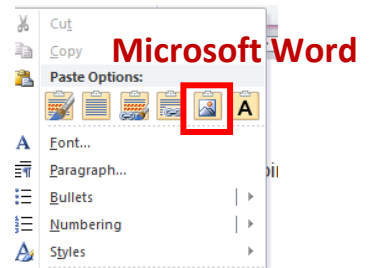 Cut
Copy
Microsoft Word
Paste Options:
A
Font...
Paragraph...
Bullets
Numbering
Styles